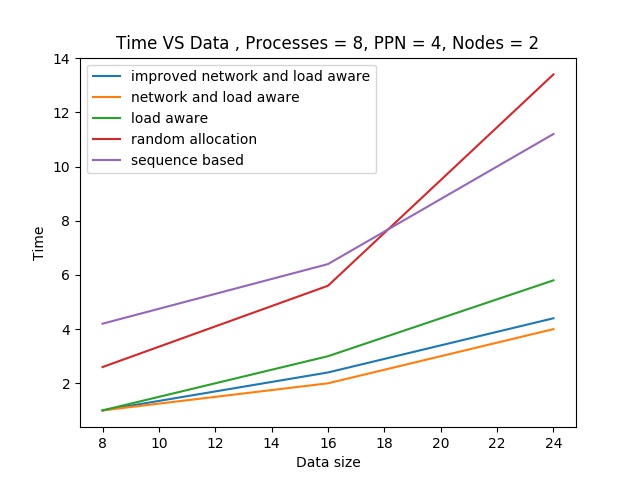 Time VS Data , Processes = 8, PPN = 4, Nodes = 2
14
12
10
8
6
4
2
Time
improved network and load aware
network and load aware
load aware
random allocation
sequence based
8 10 12 14 16 18 20 22 24
Data size